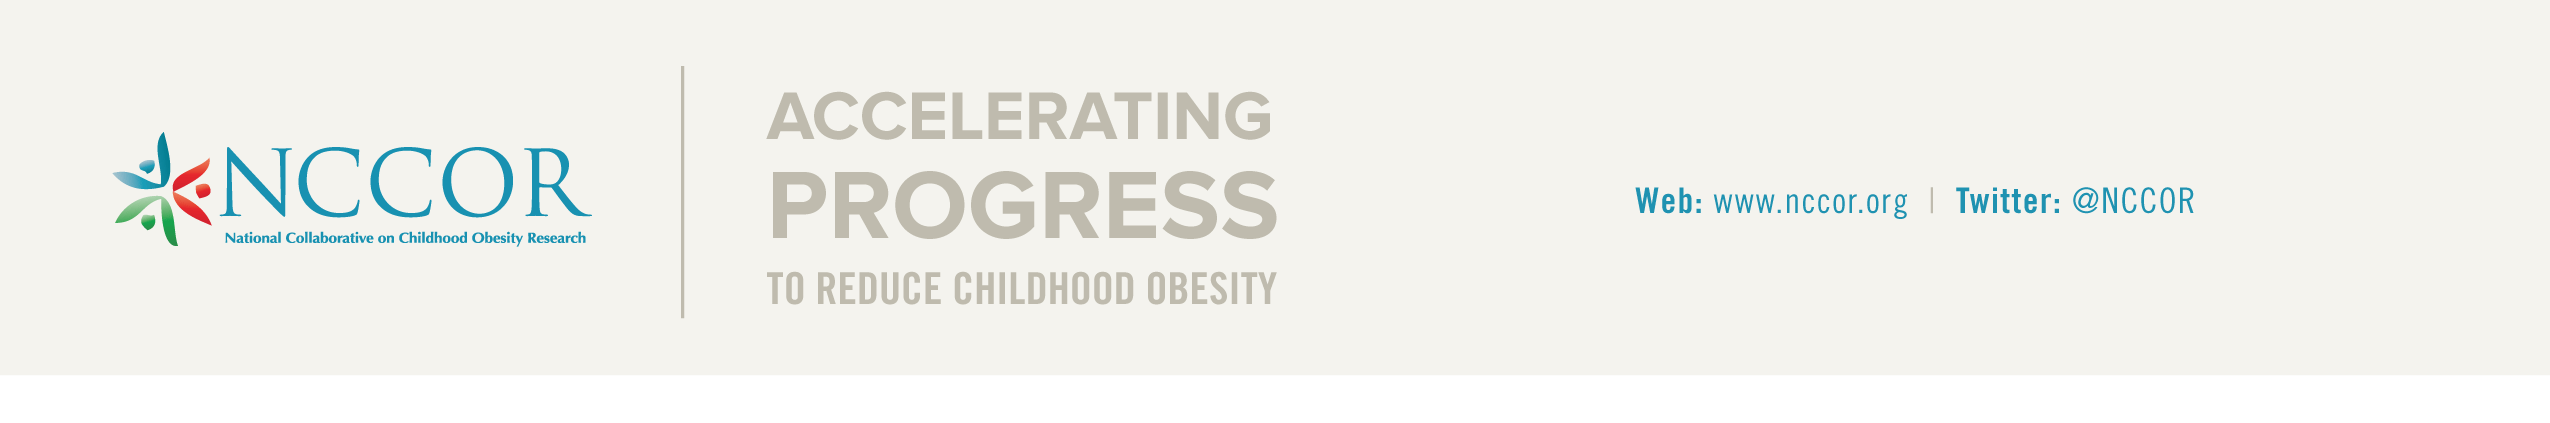 NCCOR
National Collaborative on Childhood Obesity Research
ACCELERATING
PROGRESS
TO REDUCE CHILDHOOD OBESITY
Web: www.nccor.org | Twitter: @NCCOR